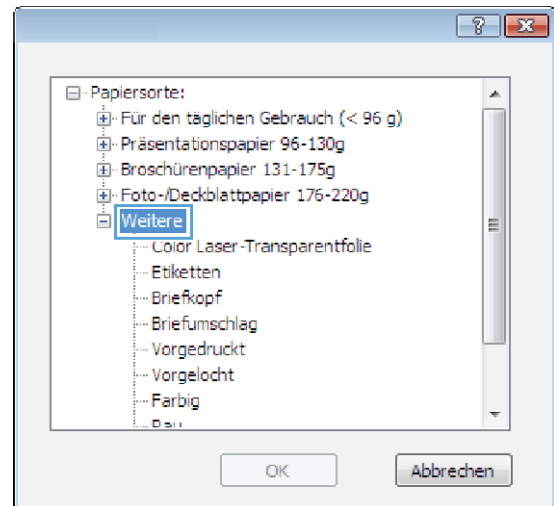 Papiersorte:
Für den täglichen Gebrauch (< 96 g)
Präsentationspapier 96-130g
Broschürenpapier 131-175g
Foto-/Deckblattpapier 176-220g
Weitere
Color Laser-Transparentfolie
Etiketten
Briefkopf
Briefumschlag
Vorgedruckt
Vorgelocht
Farbig
OK
Abbrechen